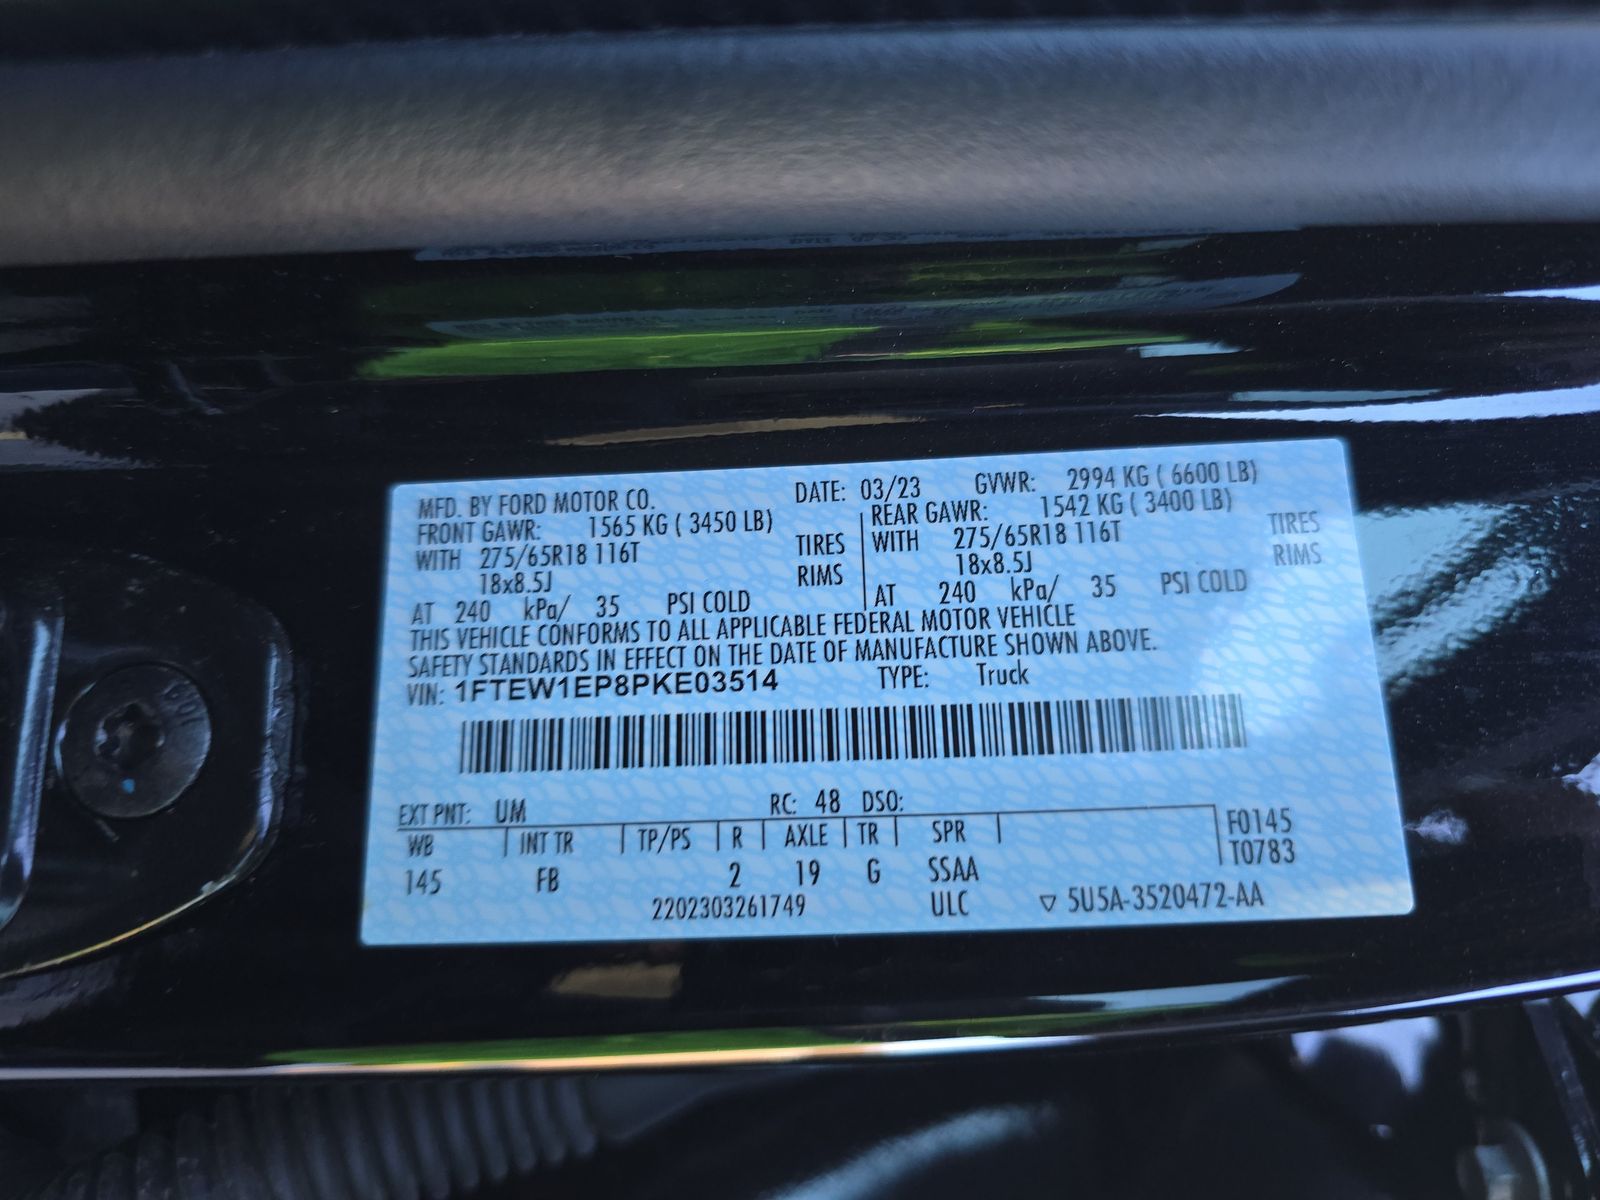 MFD. BY FORD MOTOR CO. DATE: 03/23 GVWR: 2994 KG ( 6600 LB)
FRONT GAWR: 1565 KG ( 3450 LB) REAR GAWR: 1542 KG ( 3400 LB)
WITH 275/65R18 116T TIRES WITH 275/65R18 116T TIRES
18x8.5J RIMS 18x8.5J RIMS
AT 240 kPa/ 35 PSI COLD AT 240 kPa/ 35 PSI COLD
THIS VEHICLE CONFORMS TO ALL APPLICABLE FEDERAL MOTOR VEHICLE
SAFETY STANDARDS IN EFFECT ON THE DATE OF MANUFACTURE SHOWN ABOVE.
VIN: 1FTEW1EP8PKE03514 TYPE: Truck
EXT PNT: UM RC: 48 DSO:
WB INT TR TP/PS R AXLE TR SPR F0145
145 FB 2 19 G SSAA T0783
2202303261749 ULC ▽ 5U5A-3520472-AA